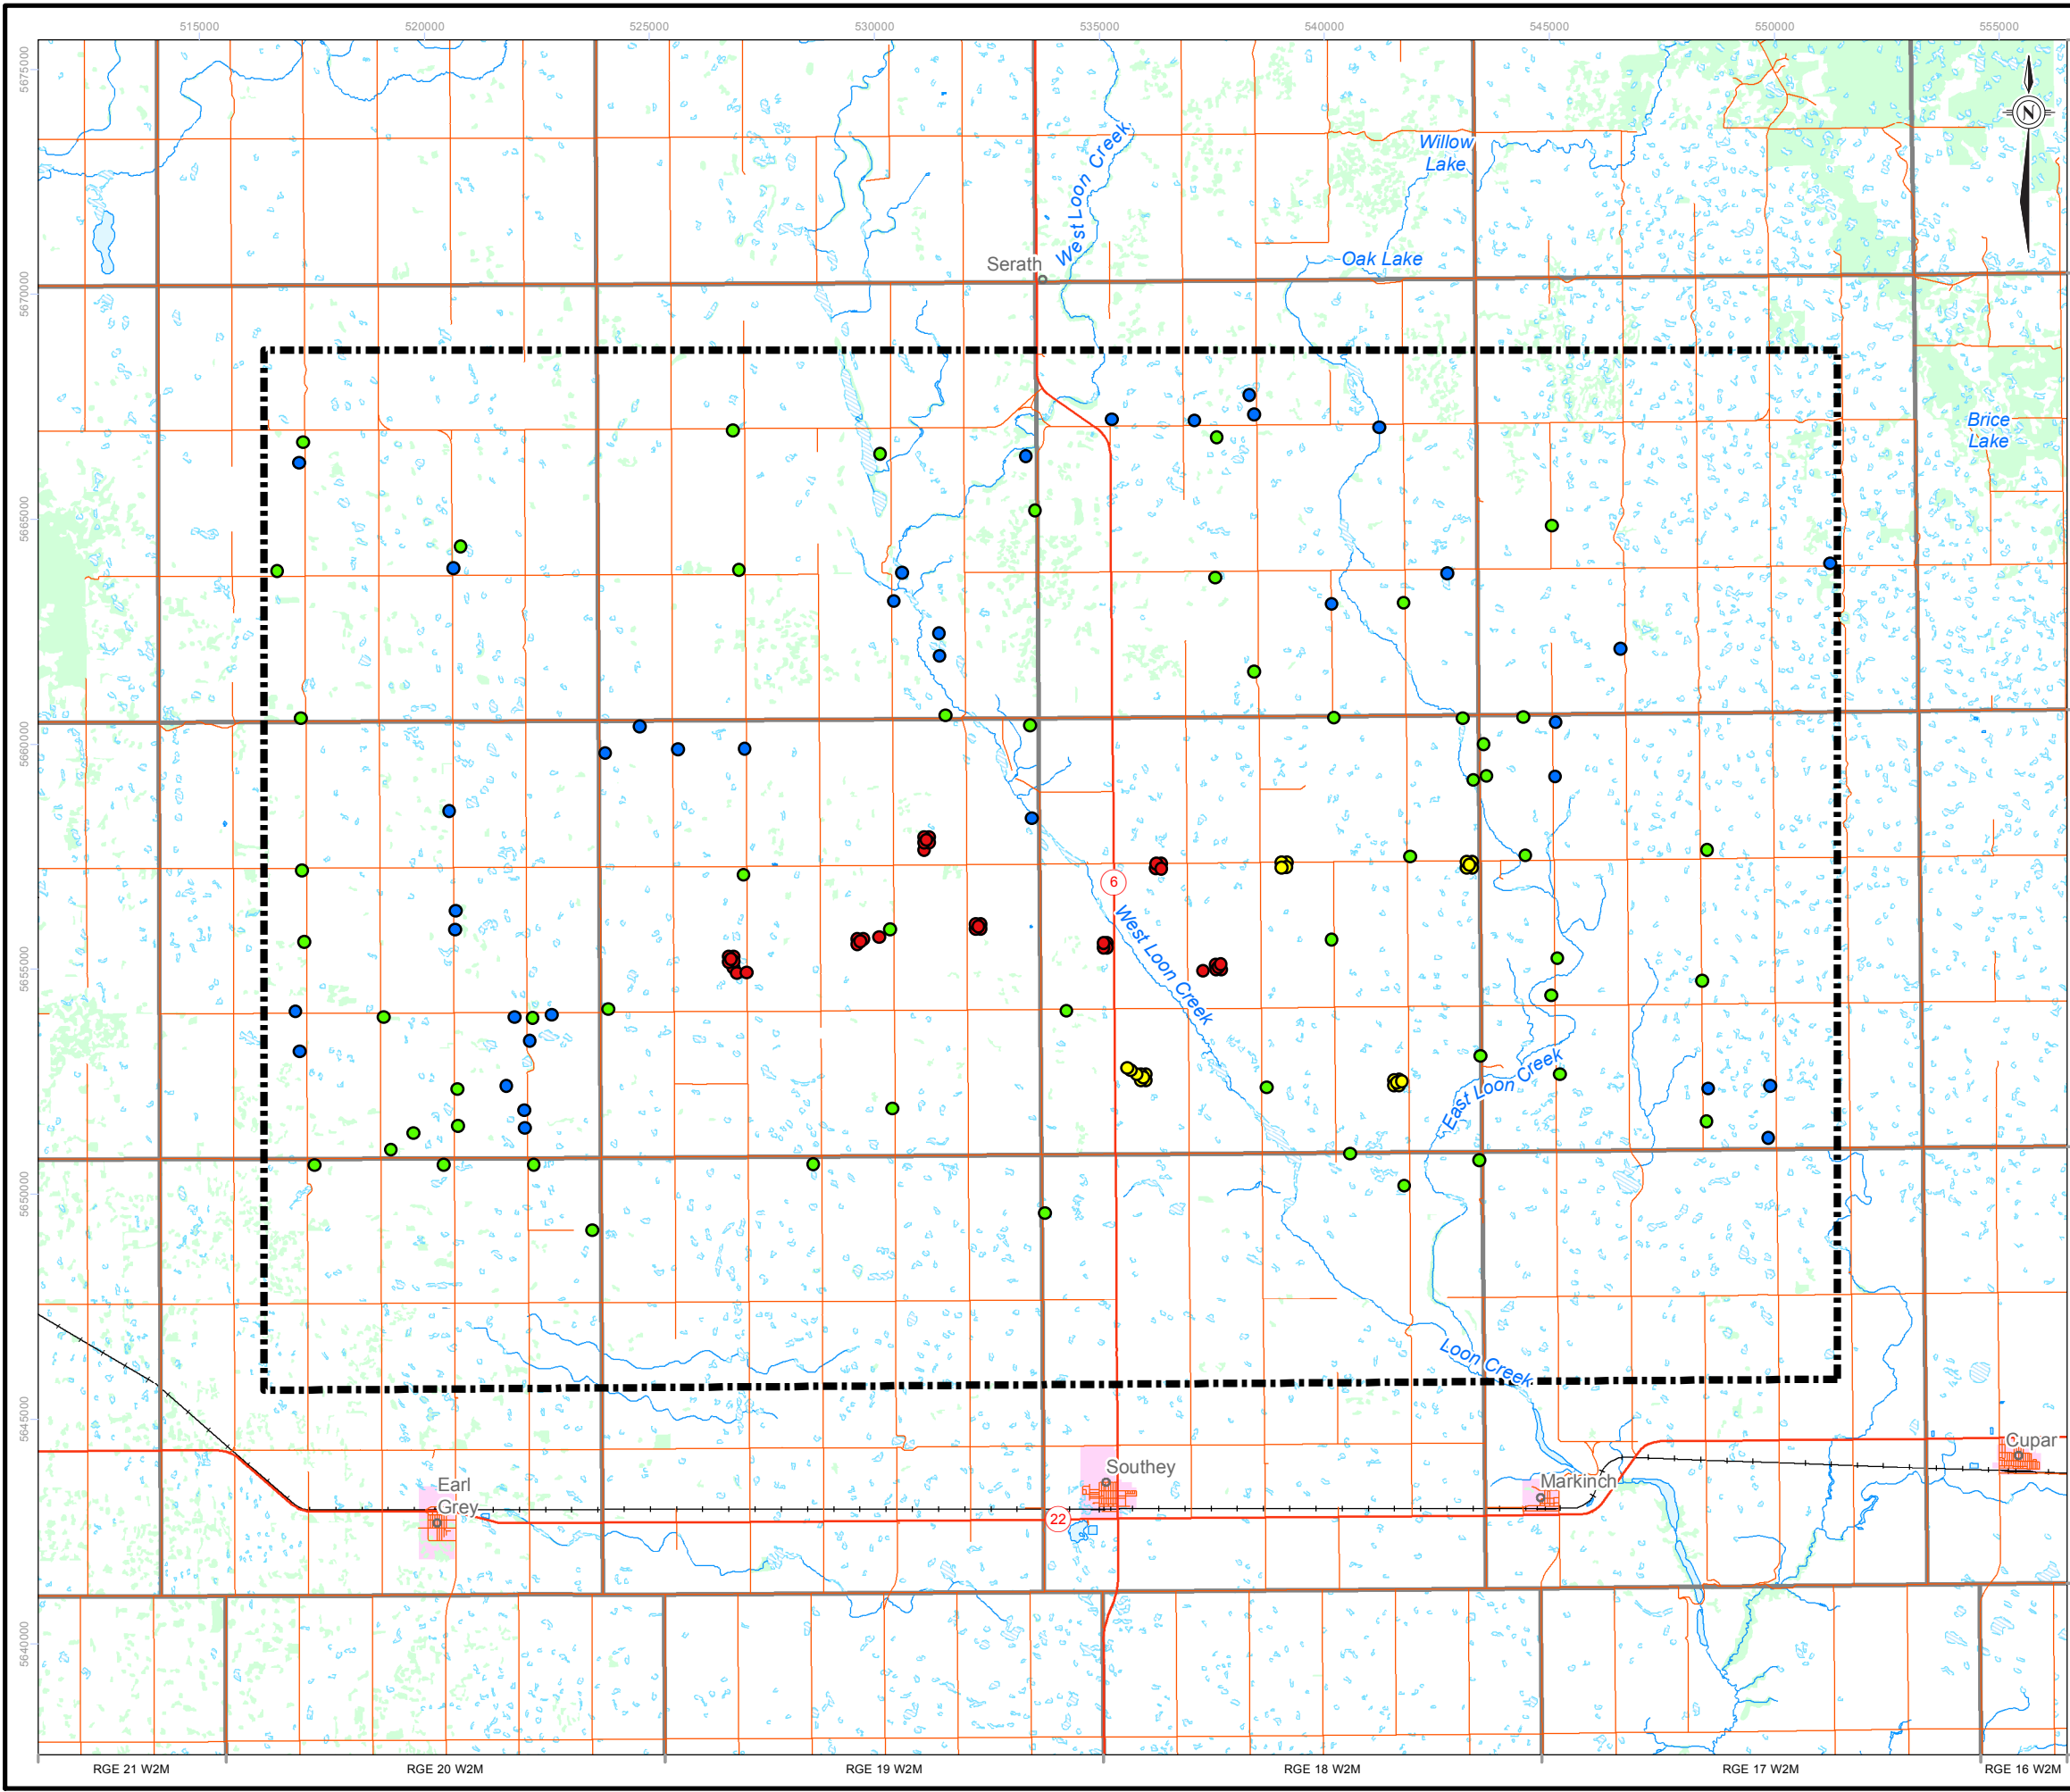 515000 520000 525000 530000 535000 540000 545000 550000 555000
5675000
N
West Loon Creek
Willow
Lake
Serath
Oak Lake
5670000
Brice
Lake
5665000
5660000
6
West Loon Creek
5655000
East Loon Creek
5650000
Loon Creek
5645000
Cupar
Southey
Markinch
Earl
Grey
22
5640000
RGE 21 W2M RGE 20 W2M RGE 19 W2M RGE 18 W2M RGE 17 W2M RGE 16 W2M